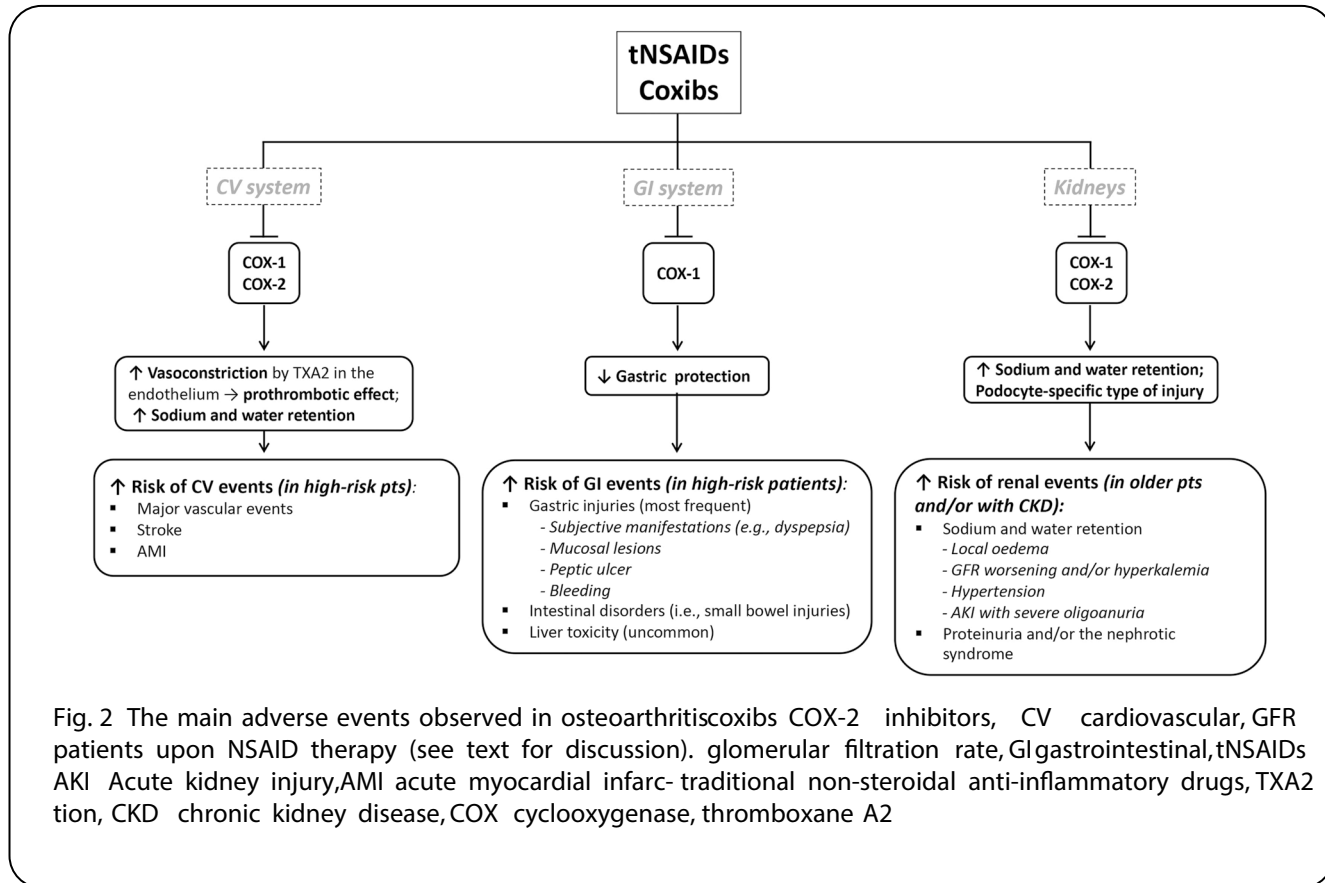 tNSAIDs
Coxibs
CV system
GI system
Kidneys
COX-1
COX-2
COX-1
COX-1
COX-2
↑ Vasoconstriction by TXA2 in the
endothelium → prothrombotic effect;
↑ Sodium and water retention
↓ Gastric protection
↑ Sodium and water retention;
Podocyte-specific type of injury
↑ Risk of CV events (in high-risk pts):
▪ Major vascular events
▪ Stroke
▪ AMI
↑ Risk of GI events (in high-risk patients):
▪ Gastric injuries (most frequent)
- Subjective manifestations (e.g., dyspepsia)
- Mucosal lesions
- Peptic ulcer
- Bleeding
▪ Intestinal disorders (i.e., small bowel injuries)
▪ Liver toxicity (uncommon)
↑ Risk of renal events (in older pts
and/or with CKD):
▪ Sodium and water retention
- Local oedema
- GFR worsening and/or hyperkalemia
- Hypertension
- AKI with severe oligoanuria
▪ Proteinuria and/or the nephrotic
syndrome
Fig. 2 The main adverse events observed in osteoarthritiscoxibs COX-2 inhibitors, CV cardiovascular, GFR
patients upon NSAID therapy (see text for discussion). glomerular filtration rate, GIgastrointestinal,tNSAIDs
AKI Acute kidney injury,AMI acute myocardial infarc- traditional non-steroidal anti-inflammatory drugs, TXA2
tion, CKD chronic kidney disease, COX cyclooxygenase, thromboxane A2